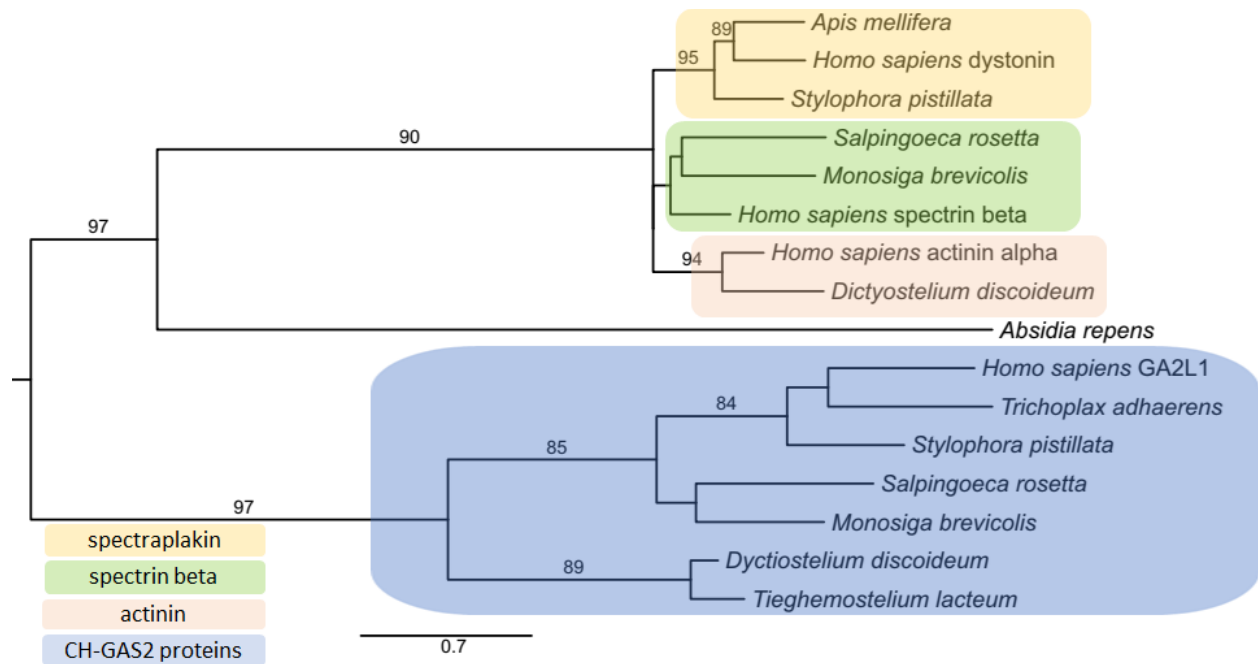 Apis mellifera
89
Homo sapiens dystonin
95
Stylophora pistillata
Salpingoeca rosetta
90
Monosiga brevicolis
Homo sapiens spectrin beta
97
Homo sapiens actinin alpha
94
Dictyostelium discoideum
Absidia repens
Homo sapiens GA2L1
84
Trichoplax adhaerens
Stylophora pistillata
85
Salpingoeca rosetta
97
Monosiga brevicolis
Dyctiostelium discoideum
89
Tieghemostelium lacteum
spectraplakin
spectrin beta
actinin
CH-GAS2 proteins
0.7